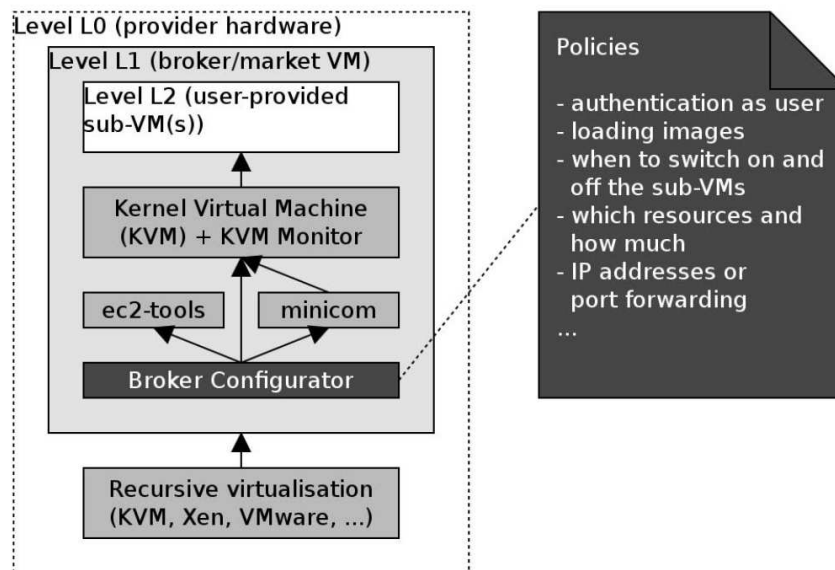 Level L0 (provider hardware)
Level L1 (broker/market VM)
Level L2 (user-provided
sub-VM(s))
Kernel Virtual Machine
(KVM) + KVM Monitor
ec2-tools
minicom
Broker Configurator
Recursive virtualisation
(KVM, Xen, VMware, ...)
Policies
- authentication as user
- loading images
- when to switch on and
off the sub-VMs
- which resources and
how much
- IP addresses or
port forwarding
...